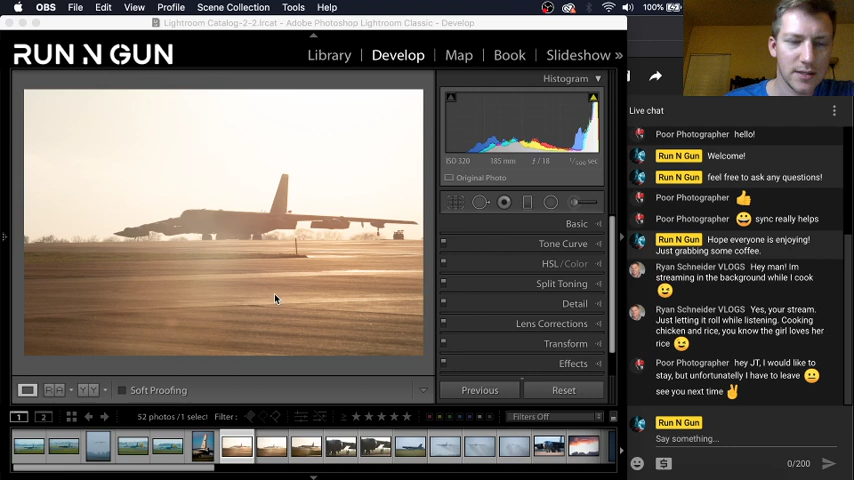 OBS File Edit View Profile Scene Collection Tools Help 100%
Lightroom Catalog-2-2.lrcat - Adobe Photoshop Lightroom Classic - Develop
RUN N GUN
Library | Develop | Map | Book | Slideshow »
Histogram
ISO 320 185 mm ƒ / 18 1/500 sec
Original Photo
Basic
Tone Curve
HSL / Color
Split Toning
Detail
Lens Corrections
Transform
Effects
Previous Reset
Soft Proofing
1 2 52 photos / 1 select Filter : Filters Off
Live chat
Poor Photographer hello!
Run N Gun Welcome!
Run N Gun feel free to ask any questions!
Poor Photographer 👍
Poor Photographer 😀 sync really helps
Run N Gun Hope everyone is enjoying!
Just grabbing some coffee.
Ryan Schneider VLOGS Hey man! Im
streaming in the background while I cook
😉
Ryan Schneider VLOGS Yes, your stream.
Just letting it roll while listening. Cooking
chicken and rice, you know the girl loves her
rice 😉
Poor Photographer hey JT, I would like to
stay, but unfortunatelly I have to leave 😐
see you next time ✌
Run N Gun
Say something...
0/200